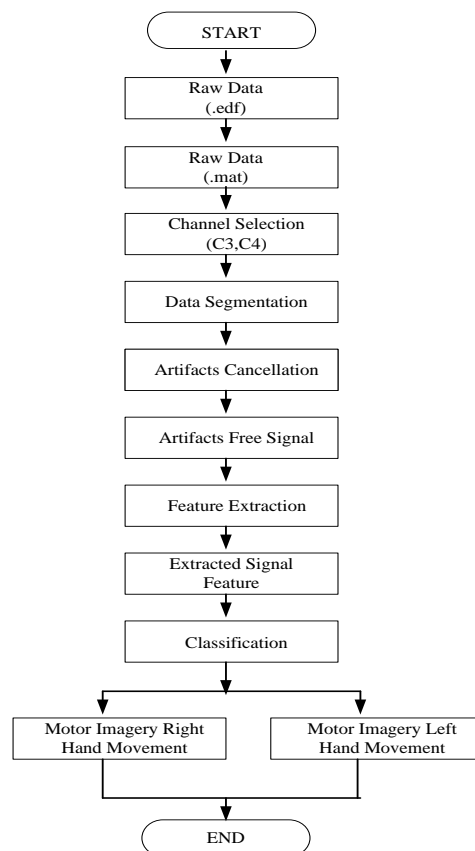 START
Raw Data
(.edf)
Raw Data
(.mat)
Channel Selection
(C3,C4)
Data Segmentation
Artifacts Cancellation
Artifacts Free Signal
Feature Extraction
Extracted Signal
Feature
Classification
Motor Imagery Right
Hand Movement
Motor Imagery Left
Hand Movement
END